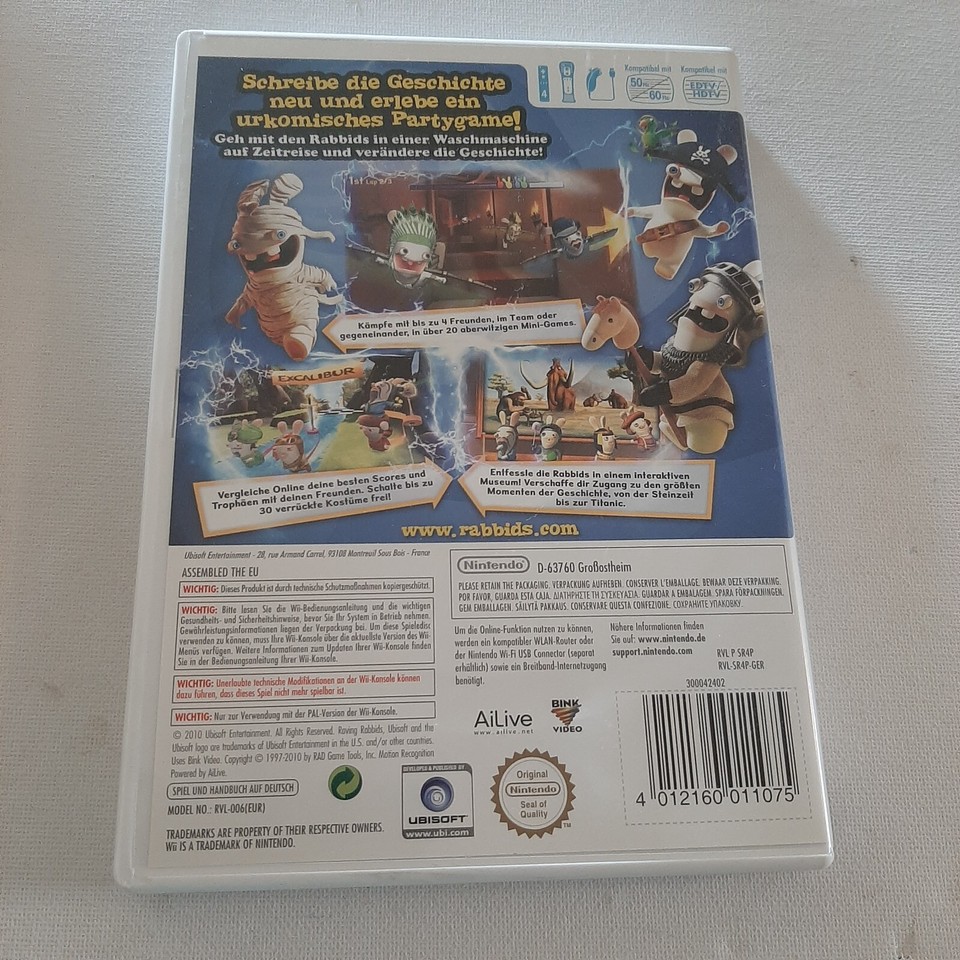 Schreibe die Geschichte
neu und erlebe ein
urkomisches Partygame!
Geh mit den Rabbids in einer Waschmaschine
auf Zeitreise und verändere die Geschichte!
4
Kompatibel mit
50Hz
60Hz
Kompatibel mit
EDTV/
HDTV
1st Lap 2/3
Kämpfe mit bis zu 4 Freunden, im Team oder
gegeneinander, in über 20 aberwitzigen Mini-Games.
EXCALIBUR
Vergleiche Online deine besten Scores und
Trophäen mit deinen Freunden. Schalte bis zu
30 verrückte Kostüme frei!
Entfessle die Rabbids in einem interaktiven
Museum! Verschaffe dir Zugang zu den größten
Momenten der Geschichte, von der Steinzeit
bis zur Titanic.
www.rabbids.com
Ubisoft Entertainment - 28, rue Armand Carrel, 93108 Montreuil Sous Bois - France
ASSEMBLED THE EU
WICHTIG: Dieses Produkt ist durch technische Schutzmaßnahmen kopiergeschützt.
WICHTIG: Bitte lesen Sie die Wii-Bedienungsanleitung und die wichtigen
Gesundheits- und Sicherheitshinweise, bevor Sie Ihr System in Betrieb nehmen.
Gewährleistungsinformationen liegen der Verpackung bei. Um diese Spieledisc
verwenden zu können, muss Ihre Wii-Konsole über die aktuellste Version des Wii-
Menüs verfügen. Weitere Informationen zum Updaten Ihrer Wii-Konsole finden
Sie in der Bedienungsanleitung Ihrer Wii-Konsole.
WICHTIG: Unerlaubte technische Modifikationen an der Wii-Konsole können
dazu führen, dass dieses Spiel nicht mehr spielbar ist.
WICHTIG: Nur zur Verwendung mit der PAL-Version der Wii-Konsole.
© 2010 Ubisoft Entertainment. All Rights Reserved. Raving Rabbids, Ubisoft and the
Ubisoft logo are trademarks of Ubisoft Entertainment in the U.S. and/or other countries.
Uses Bink Video. Copyright © 1997-2010 by RAD Game Tools, Inc. Motion Recognition
Powered by AiLive.
SPIEL UND HANDBUCH AUF DEUTSCH
MODEL NO.: RVL-006(EUR)
TRADEMARKS ARE PROPERTY OF THEIR RESPECTIVE OWNERS.
Wii IS A TRADEMARK OF NINTENDO.
DEVELOPED & PUBLISHED BY
UBISOFT
www.ubi.com
Nintendo D-63760 Großostheim
PLEASE RETAIN THE PACKAGING. VERPACKUNG AUFHEBEN. CONSERVER L'EMBALLAGE. BEWAAR DEZE VERPAKKING.
POR FAVOR, GUARDA ESTA CAJA. ΔΙΑΤΗΡΗΣΤΕ ΤΗ ΣΥΣΚΕΥΑΣΙΑ. GUARDAR A EMBALAGEM. SPARA FÖRPACKNINGEN.
GEM EMBALLAGEN. SÄILYTÄ PAKKAUS. CONSERVARE QUESTA CONFEZIONE. СОХРАНИТЕ УПАКОВКУ.
Um die Online-Funktion nutzen zu können,
werden ein kompatibler WLAN-Router oder
der Nintendo Wi-Fi USB Connector (separat
erhältlich) sowie ein Breitband-Internetzugang
benötigt.
Nähere Informationen finden
Sie auf: www.nintendo.de
support.nintendo.com
RVL P SR4P
RVL-SR4P-GER
300042402
AiLive
www.ailive.net
BINK
VIDEO
Original
Nintendo
Seal of
Quality
TM
4 012160 011075